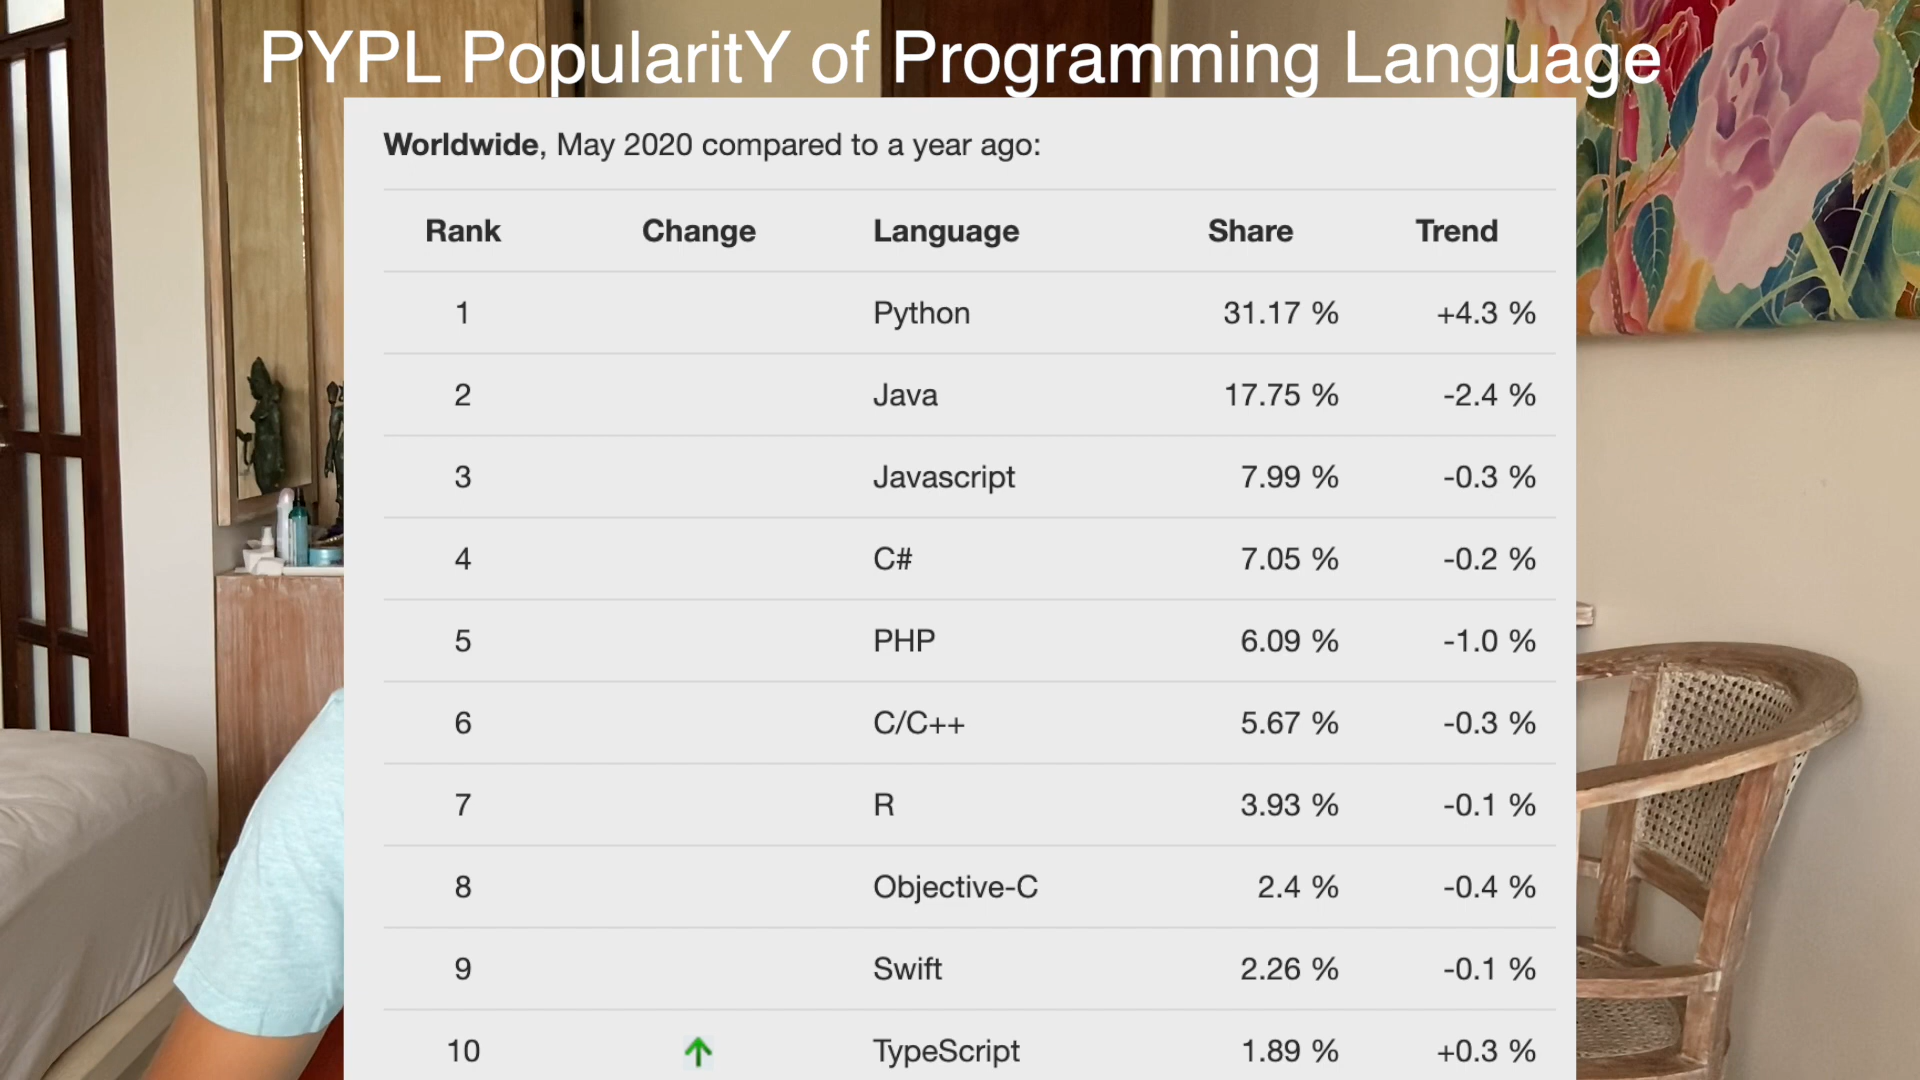 PYPL PopularitY of Programming Language
Worldwide, May 2020 compared to a year ago:
Rank Change Language Share Trend
1 Python 31.17 % +4.3 %
2 Java 17.75 % -2.4 %
3 Javascript 7.99 % -0.3 %
4 C# 7.05 % -0.2 %
5 PHP 6.09 % -1.0 %
6 C/C++ 5.67 % -0.3 %
7 R 3.93 % -0.1 %
8 Objective-C 2.4 % -0.4 %
9 Swift 2.26 % -0.1 %
10 TypeScript 1.89 % +0.3 %